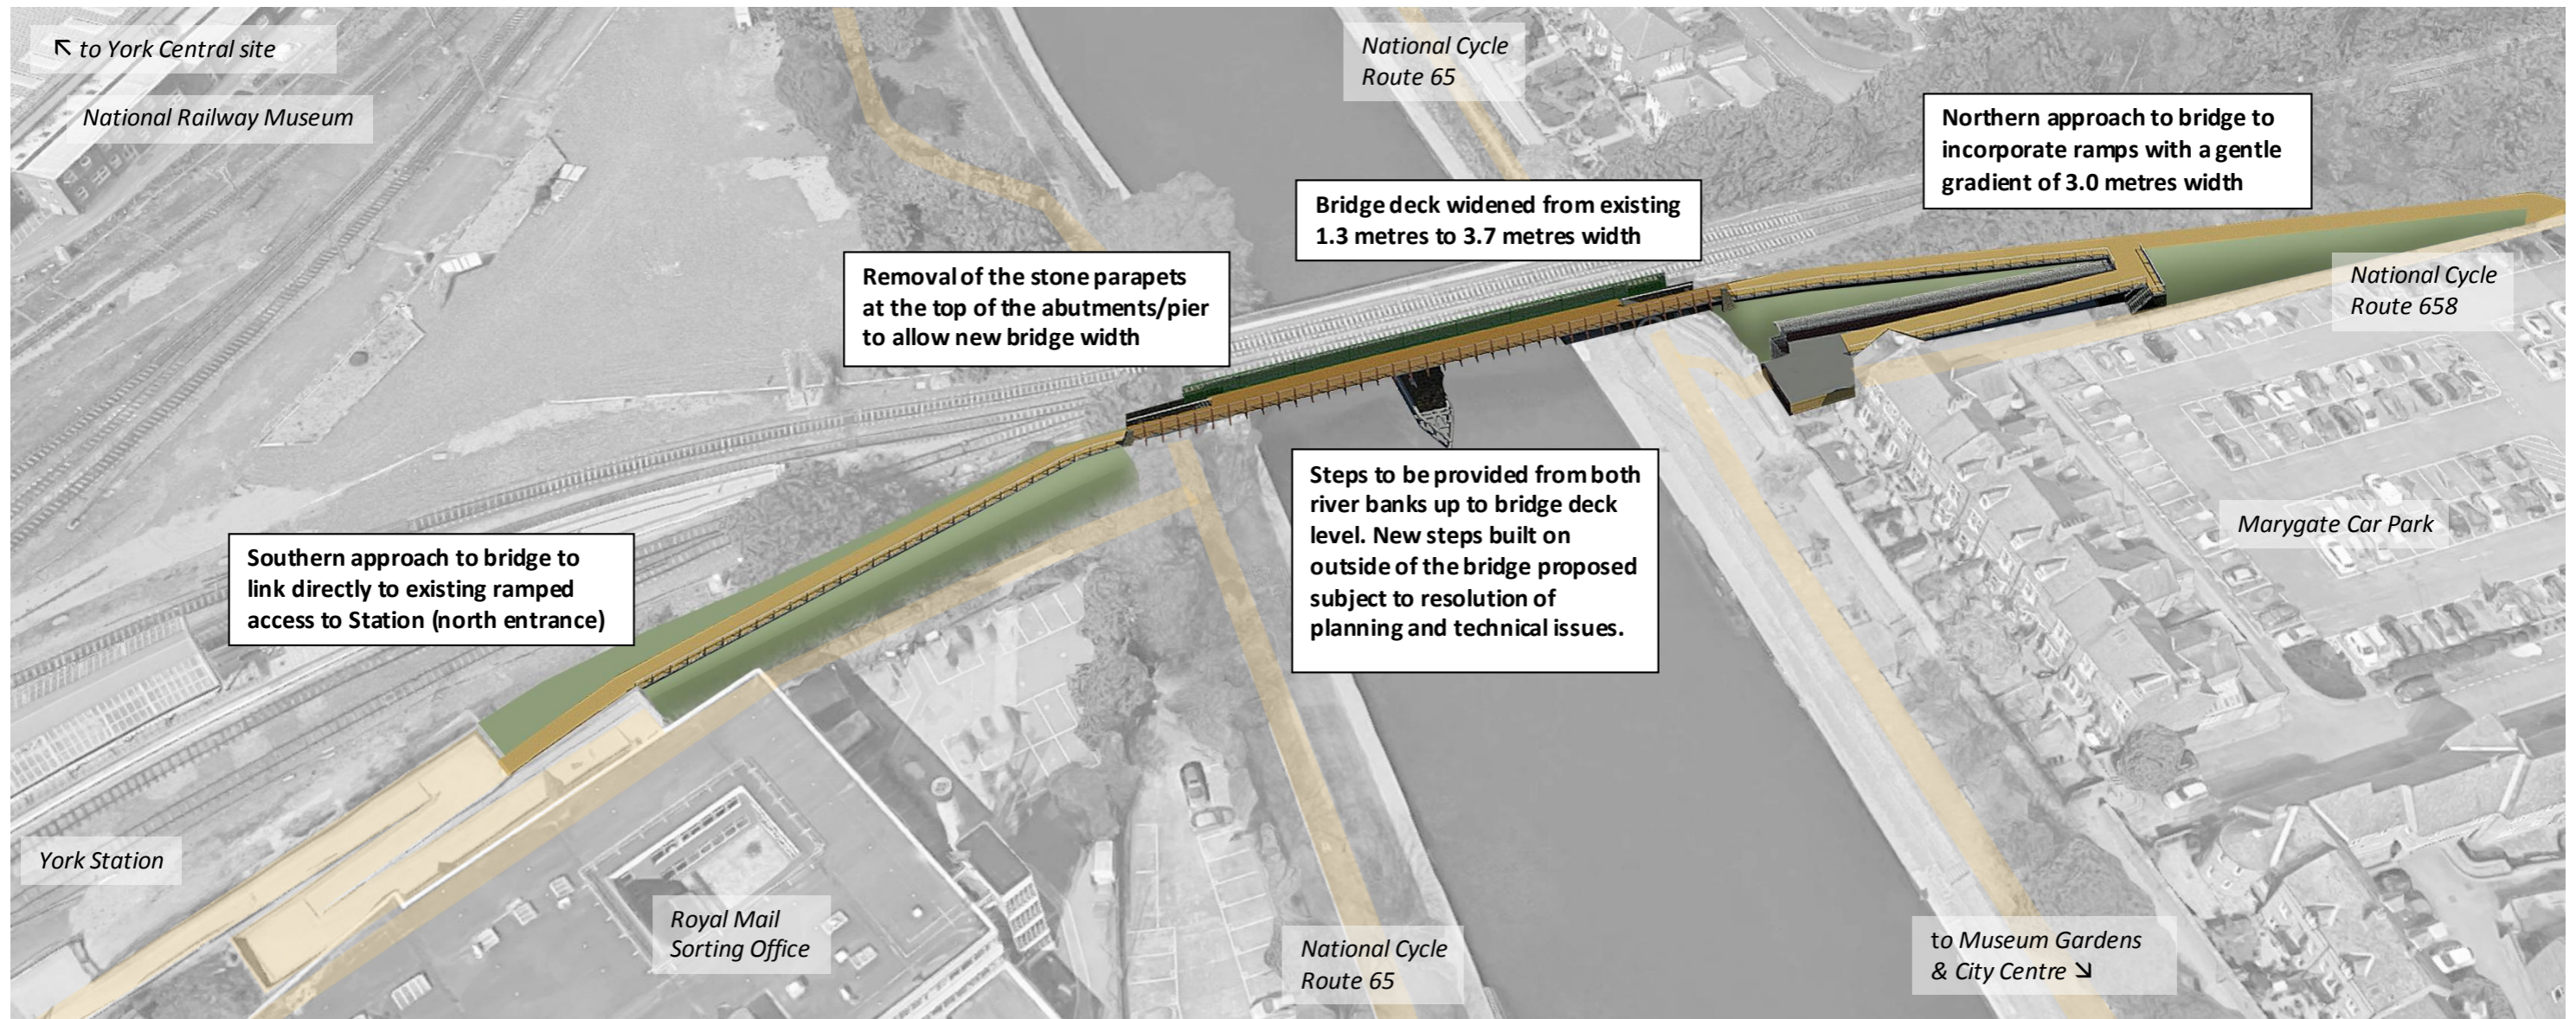 ↖ to York Central site
National Railway Museum
National Cycle
Route 65
Northern approach to bridge to
incorporate ramps with a gentle
gradient of 3.0 metres width
Bridge deck widened from existing
1.3 metres to 3.7 metres width
Removal of the stone parapets
at the top of the abutments/pier
to allow new bridge width
National Cycle
Route 658
Steps to be provided from both
river banks up to bridge deck
level. New steps built on
outside of the bridge proposed
subject to resolution of
planning and technical issues.
Marygate Car Park
Southern approach to bridge to
link directly to existing ramped
access to Station (north entrance)
York Station
Royal Mail
Sorting Office
National Cycle
Route 65
to Museum Gardens
& City Centre ↘